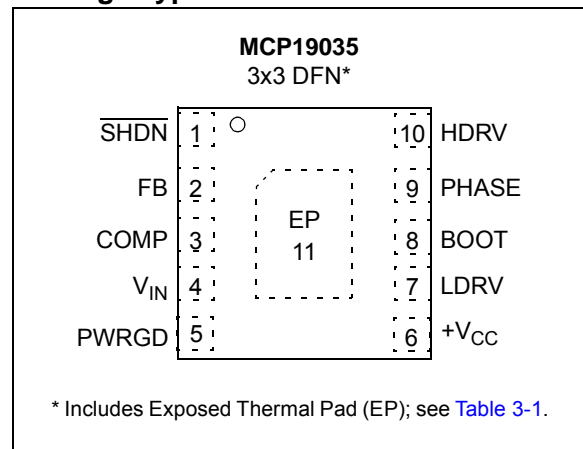 MCP19035
3x3 DFN*
SHDN 1 10 HDRV
FB 2 9 PHASE
EP
COMP 3 8 BOOT
11
VIN 4 7 LDRV
PWRGD 5 6 +VCC
* Includes Exposed Thermal Pad (EP); see Table 3-1.